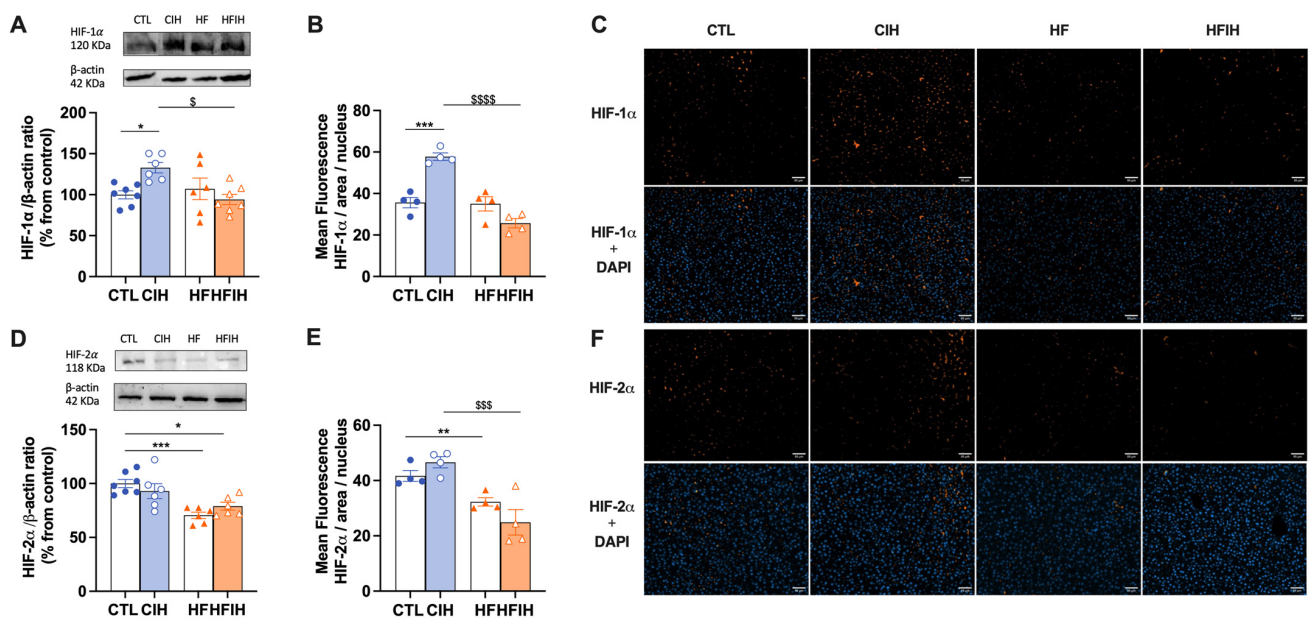 A
CTL CIH HF HFIH
HIF-1α
120 KDa
β-actin
42 KDa
$
*
200
150
100
50
0
HIF-1α/β-actin ratio
(% from control)
CTL CIH HF HFIH
B
$$$$
***
80
60
40
20
0
Mean Fluorescence
HIF-1α / area / nucleus
CTL CIH HF HFIH
C
CTL CIH HF HFIH
HIF-1α
HIF-1α
+
DAPI
D
CTL CIH HF HFIH
HIF-2α
118 KDa
β-actin
42 KDa
*
***
150
100
50
0
HIF-2α/β-actin ratio
(% from control)
CTL CIH HF HFIH
E
$$$
**
60
40
20
0
Mean Fluorescence
HIF-2α / area / nucleus
CTL CIH HF HFIH
F
HIF-2α
HIF-2α
+
DAPI